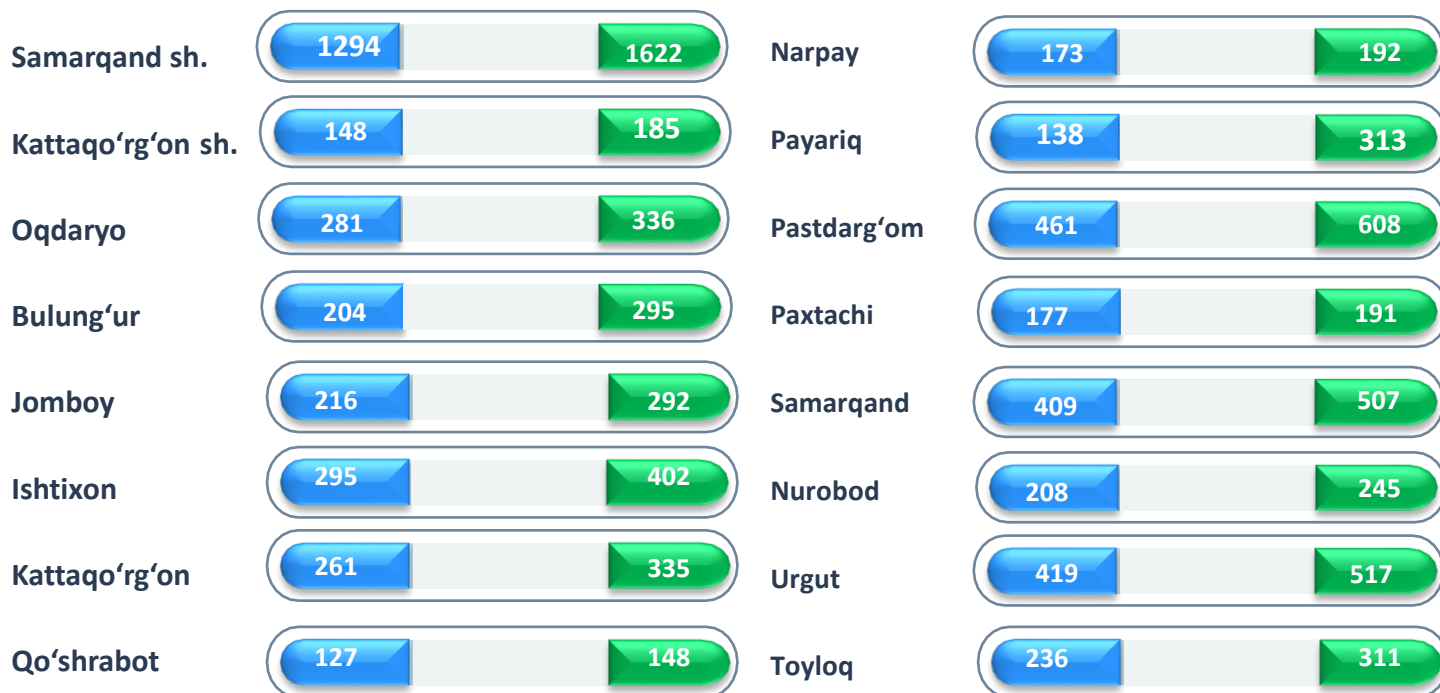 Samarqand sh. 1294 1622
Kattaqo‘rg‘on sh. 148 185
Oqdaryo 281 336
Bulung‘ur 204 295
Jomboy 216 292
Ishtixon 295 402
Kattaqo‘rg‘on 261 335
Qo‘shrabot 127 148
Narpay 173 192
Payariq 138 313
Pastdarg‘om 461 608
Paxtachi 177 191
Samarqand 409 507
Nurobod 208 245
Urgut 419 517
Toyloq 236 311